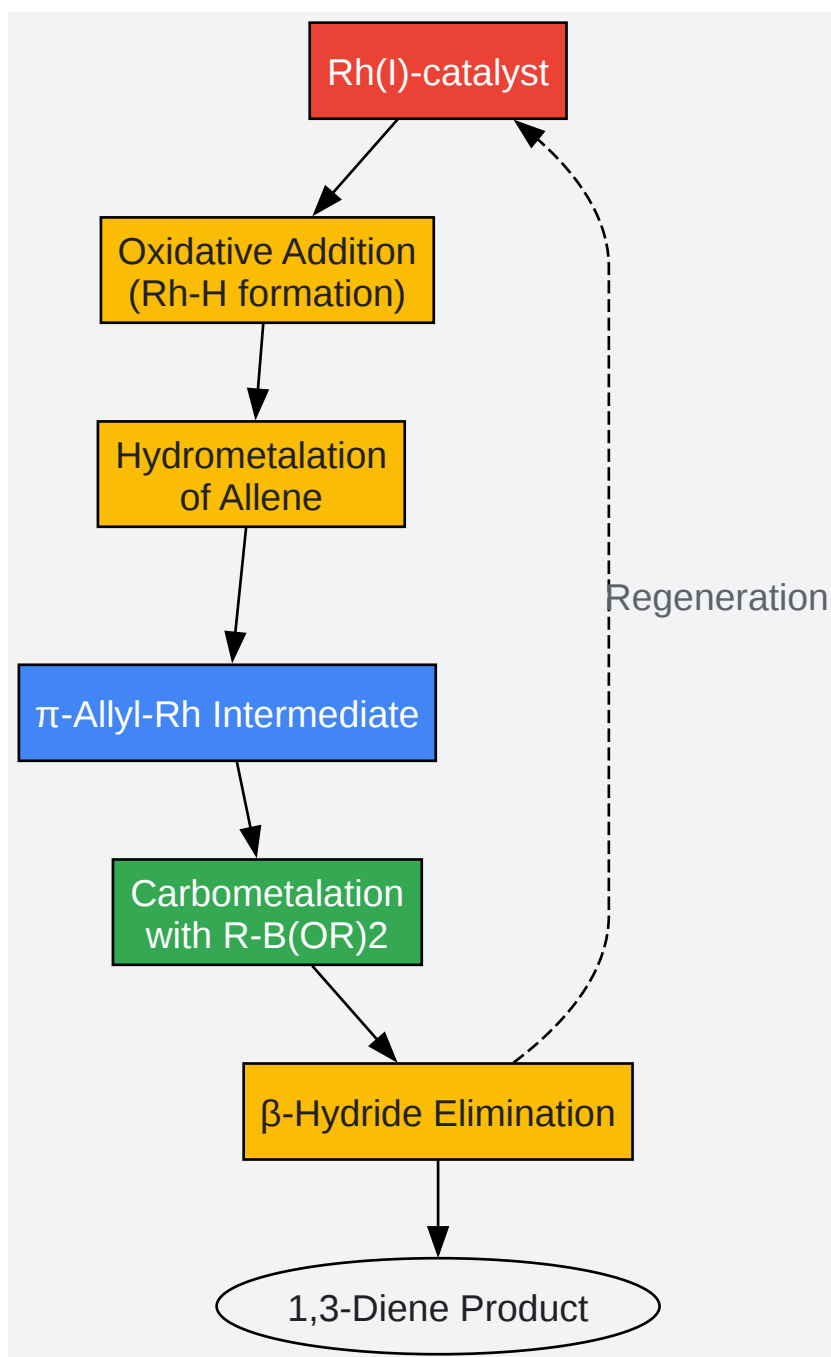 Rh(I)-catalyst
Oxidative Addition
(Rh-H formation)
Hydrometalation
of Allene
Regeneration
π-Allyl-Rh Intermediate
Carbometalation
with R-B(OR)2
β-Hydride Elimination
1,3-Diene Product